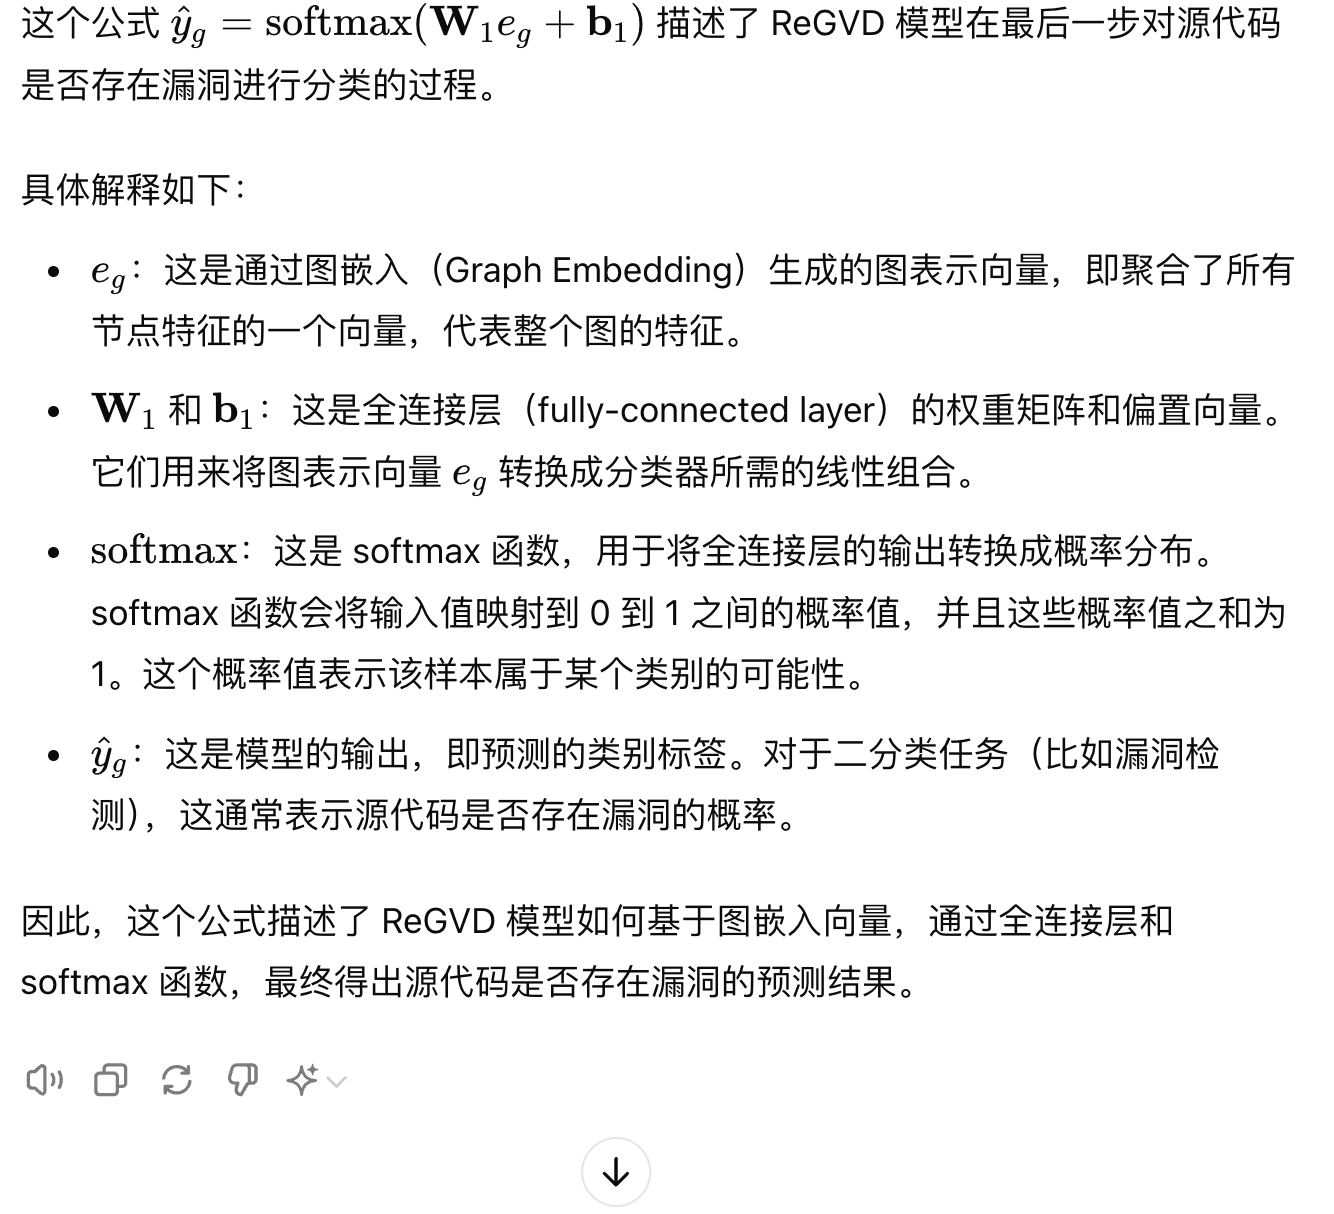 这个公式 ŷ_g = softmax(W₁e_g + b₁) 描述了 ReGVD 模型在最后一步对源代码
是否存在漏洞进行分类的过程。
具体解释如下：
• e_g：这是通过图嵌入（Graph Embedding）生成的图表示向量，即聚合了所有
节点特征的一个向量，代表整个图的特征。
• W₁ 和 b₁：这是全连接层（fully-connected layer）的权重矩阵和偏置向量。
它们用来将图表示向量 e_g 转换成分类器所需的线性组合。
• softmax：这是 softmax 函数，用于将全连接层的输出转换成概率分布。
softmax 函数会将输入值映射到 0 到 1 之间的概率值，并且这些概率值之和为
1。这个概率值表示该样本属于某个类别的可能性。
• ŷ_g：这是模型的输出，即预测的类别标签。对于二分类任务（比如漏洞检
测），这通常表示源代码是否存在漏洞的概率。
因此，这个公式描述了 ReGVD 模型如何基于图嵌入向量，通过全连接层和
softmax 函数，最终得出源代码是否存在漏洞的预测结果。